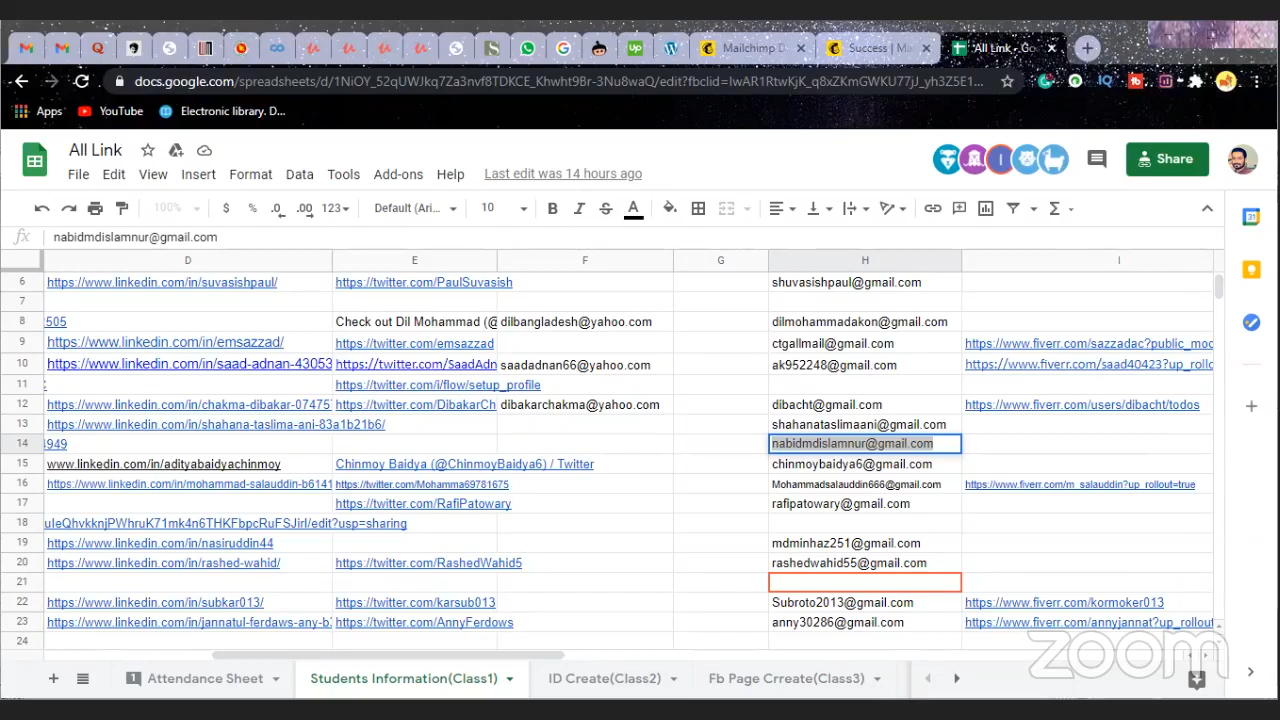 Mailchimp D
Success | Ma
All Link - Go
docs.google.com/spreadsheets/d/1NiOY_52qUWJkq7Za3nvf8TDKCE_Khwht9Br-3Nu8waQ/edit?fbclid=IwAR1RtwKjK_q8xZKmGWKU77J_yh3Z5E1...
Apps YouTube Electronic library. D...
All Link
File Edit View Insert Format Data Tools Add-ons Help Last edit was 14 hours ago
Share
100% $ % .0 .00 123 Default (Ari... 10 B I S A
fx nabidmdislamnur@gmail.com
D E F G H I
6 https://www.linkedin.com/in/suvasishpaul/ https://twitter.com/PaulSuvasish shuvasishpaul@gmail.com
7
8 505 Check out Dil Mohammad (@ dilbangladesh@yahoo.com dilmohammadakon@gmail.com
9 https://www.linkedin.com/in/emsazzad/ https://twitter.com/emsazzad ctgallmail@gmail.com https://www.fiverr.com/sazzadac?public_moc
10 https://www.linkedin.com/in/saad-adnan-43053 https://twitter.com/SaadAdn saadadnan66@yahoo.com ak952248@gmail.com https://www.fiverr.com/saad40423?up_rollc
11 https://twitter.com/i/flow/setup_profile
12 https://www.linkedin.com/in/chakma-dibakar-07475 https://twitter.com/DibakarCh dibakarchakma@yahoo.com dibacht@gmail.com https://www.fiverr.com/users/dibacht/todos
13 https://www.linkedin.com/in/shahana-taslima-ani-83a1b21b6/ shahanataslimaani@gmail.com
14 4949 nabidmdislamnur@gmail.com
15 www.linkedin.com/in/adityabaidyachinmoy Chinmoy Baidya (@ChinmoyBaidya6) / Twitter chinmoybaidya6@gmail.com
16 https://www.linkedin.com/in/mohammad-salauddin-b6141 https://twitter.com/Mohamma69781675 Mohammadsalauddin666@gmail.com https://www.fiverr.com/m_salauddin?up_rollout=true
17 https://twitter.com/RafiPatowary rafipatowary@gmail.com
18 uIeQhvkknjPWhruK71mk4n6THKFbpcRuFSJirI/edit?usp=sharing
19 https://www.linkedin.com/in/nasiruddin44 mdminhaz251@gmail.com
20 https://www.linkedin.com/in/rashed-wahid/ https://twitter.com/RashedWahid5 rashedwahid55@gmail.com
21
22 https://www.linkedin.com/in/subkar013/ https://twitter.com/karsub013 Subroto2013@gmail.com https://www.fiverr.com/kormoker013
23 https://www.linkedin.com/in/jannatul-ferdaws-any-b https://twitter.com/AnnyFerdows anny30286@gmail.com https://www.fiverr.com/annyjannat?up_rollout
24
zoom
1 Attendance Sheet Students Information(Class1) ID Create(Class2) Fb Page Crreate(Class3)